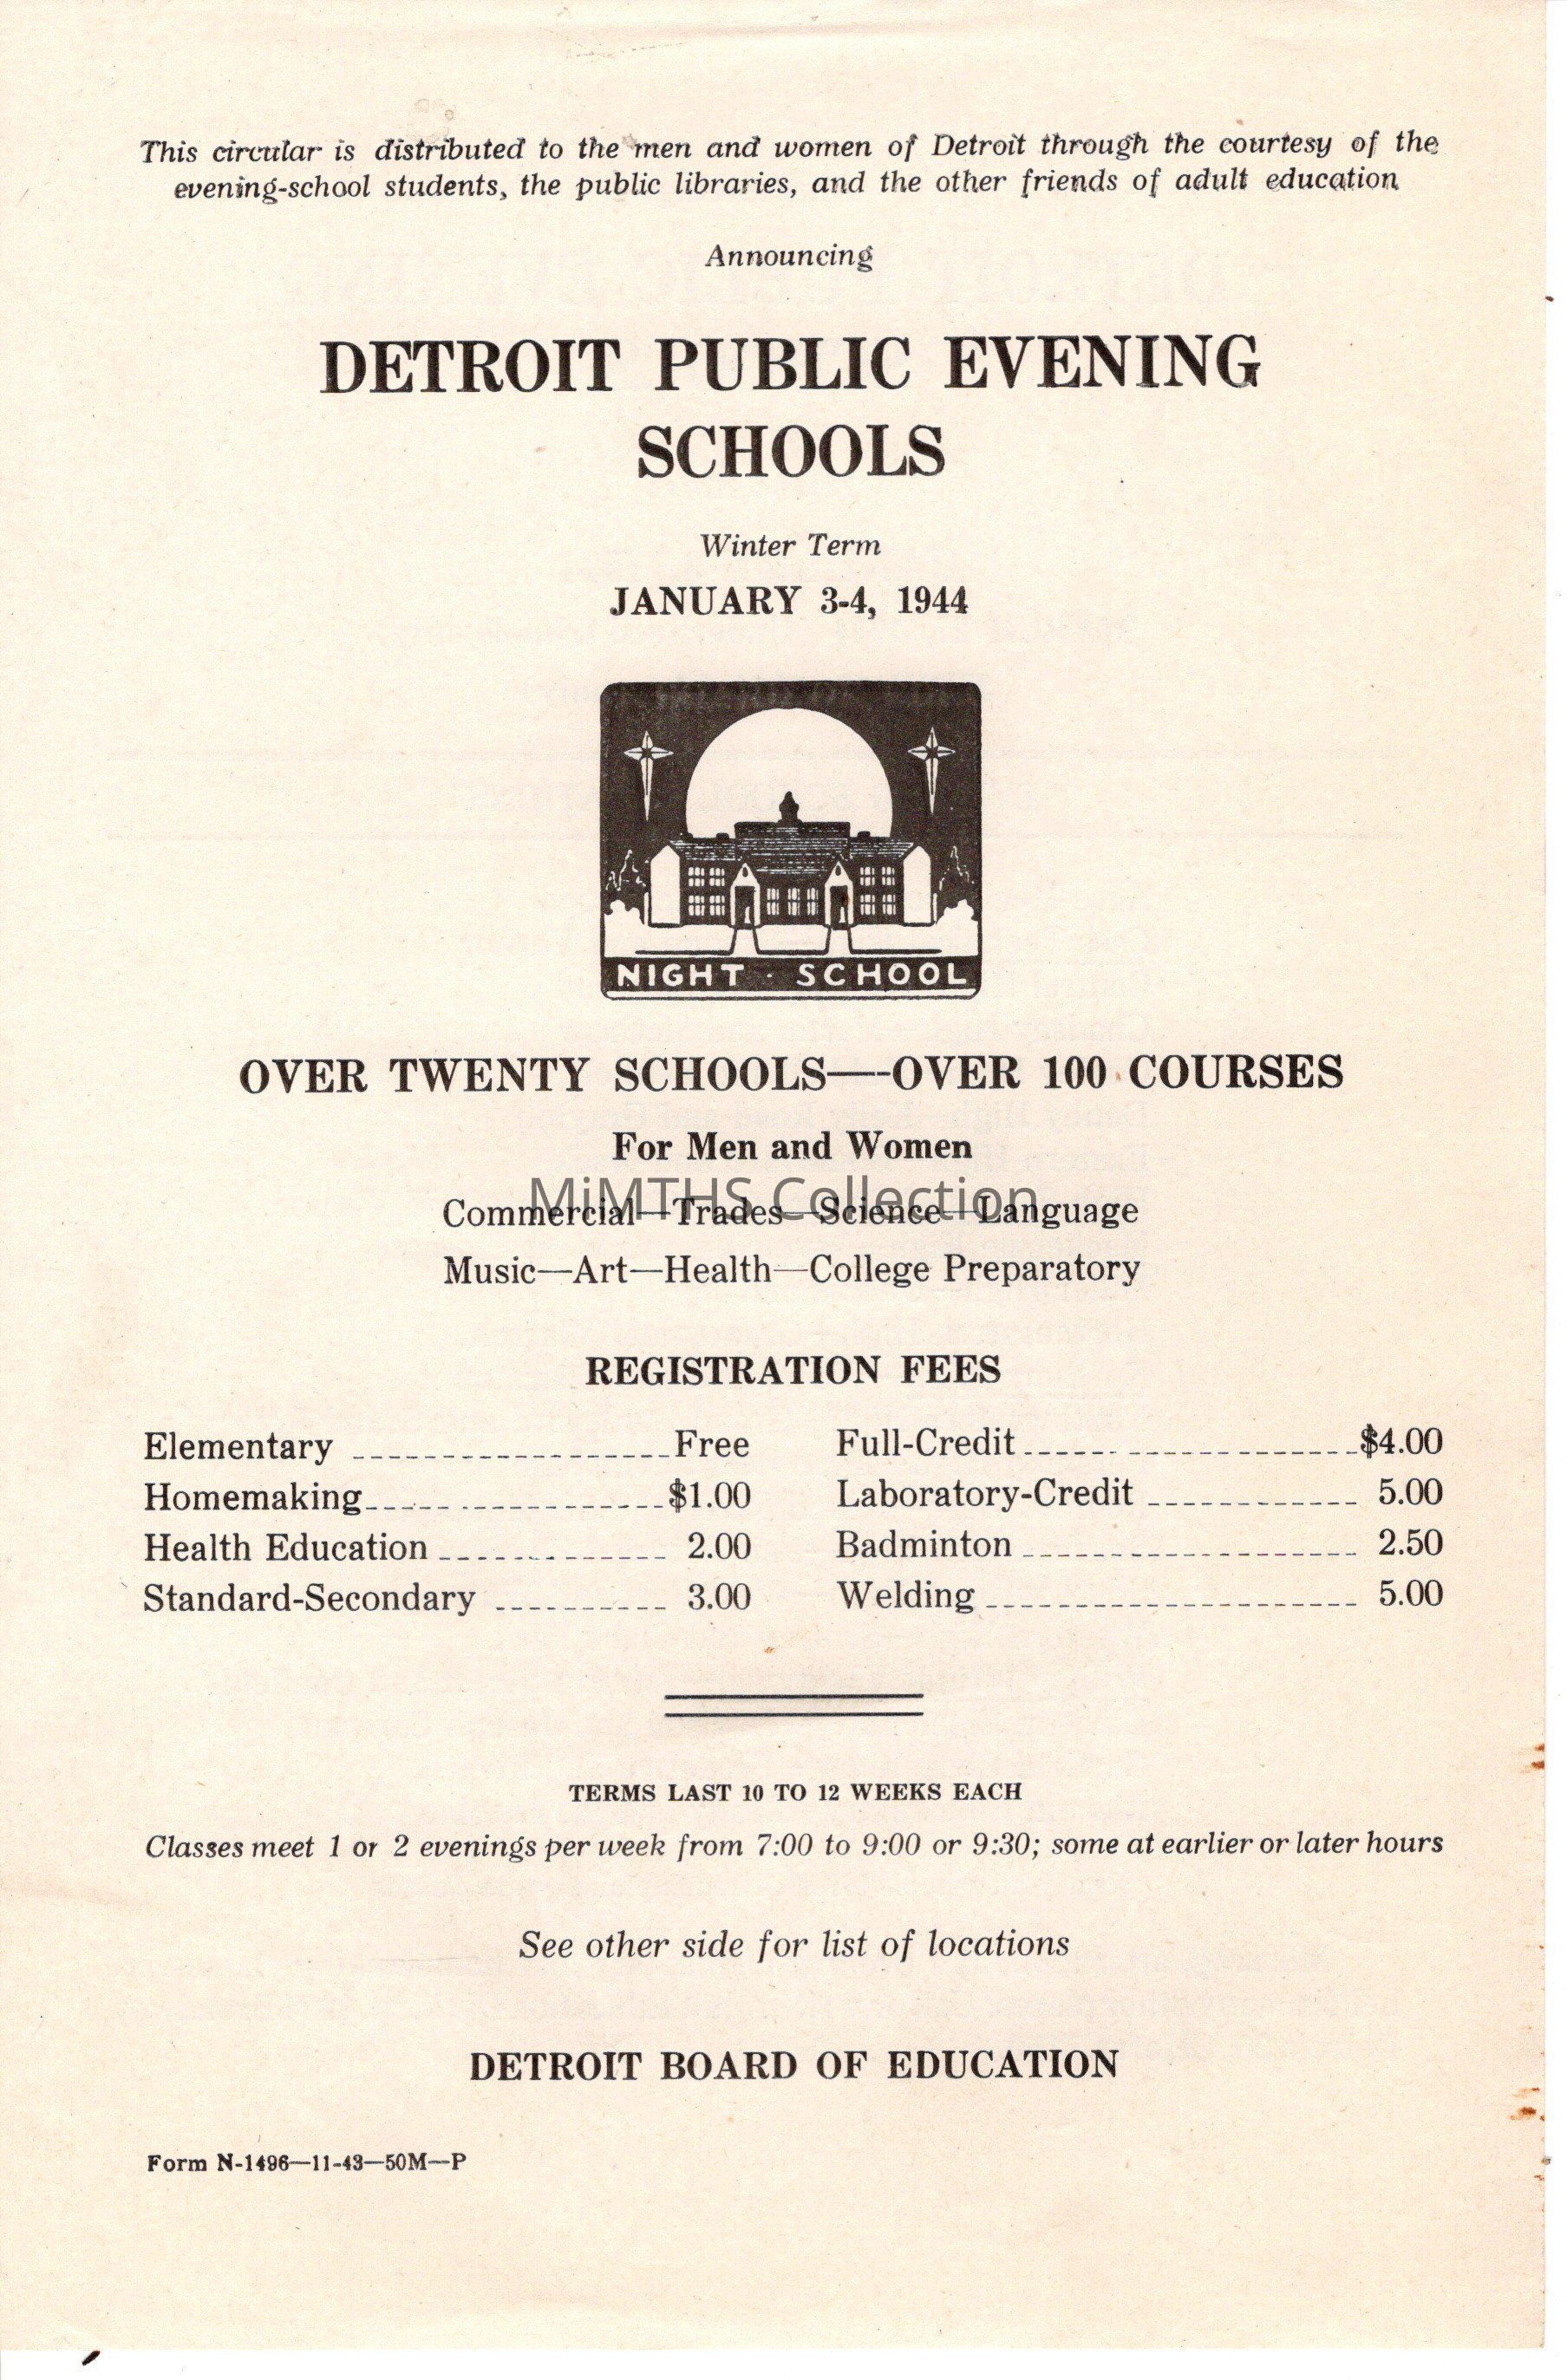 This circular is distributed to the men and women of Detroit through the courtesy of the
evening-school students, the public libraries, and the other friends of adult education
Announcing
DETROIT PUBLIC EVENING
SCHOOLS
Winter Term
JANUARY 3-4, 1944
NIGHT · SCHOOL
OVER TWENTY SCHOOLS—OVER 100 COURSES
For Men and Women
MiMTHS Collection
Commercial—Trades—Science—Language
Music—Art—Health—College Preparatory
REGISTRATION FEES
Elementary ------------------ Free
Homemaking ----------------- $1.00
Health Education ------------- 2.00
Standard-Secondary ---------- 3.00
Full-Credit ------------------- $4.00
Laboratory-Credit ------------ 5.00
Badminton ------------------- 2.50
Welding --------------------- 5.00
TERMS LAST 10 TO 12 WEEKS EACH
Classes meet 1 or 2 evenings per week from 7:00 to 9:00 or 9:30; some at earlier or later hours
See other side for list of locations
DETROIT BOARD OF EDUCATION
Form N-1496—11-43—50M—P